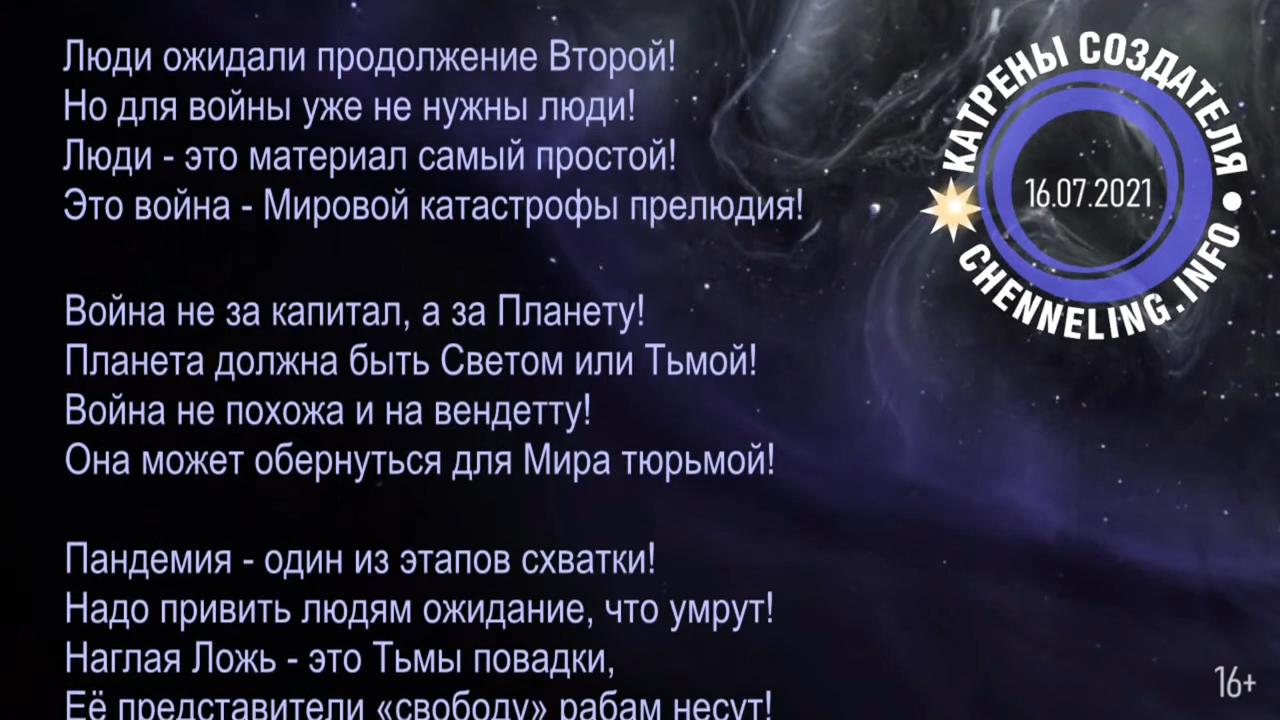 Люди ожидали продолжение Второй!
Но для войны уже не нужны люди!
Люди - это материал самый простой!
Это война - Мировой катастрофы прелюдия!
Война не за капитал, а за Планету!
Планета должна быть Светом или Тьмой!
Война не похожа и на вендетту!
Она может обернуться для Мира тюрьмой!
Пандемия - один из этапов схватки!
Надо привить людям ожидание, что умрут!
Наглая Ложь - это Тьмы повадки,
Её представители «свободу» рабам несут!
КАТРЕНЫ СОЗДАТЕЛЯ
16.07.2021
CHENNELING.INFO
16+